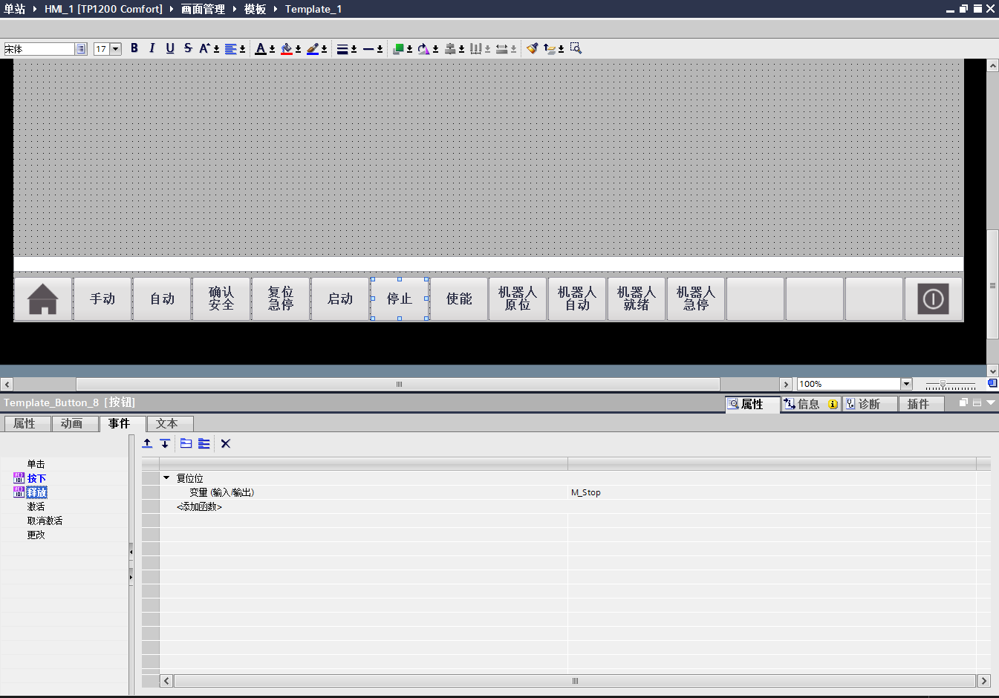 单站 HMI_1 [TP1200 Comfort] 画面管理 模板 Template_1
宋体 17 B I U S A A
手动
自动
确认
安全
复位
急停
启动
停止
使能
机器人
原位
机器人
自动
机器人
就绪
机器人
急停
100%
Template_Button_8 [按钮]
属性 信息 诊断 插件
属性 动画 事件 文本
单击
按下
释放
激活
取消激活
更改
复位位
变量 (输入/输出) M_Stop
<添加函数>